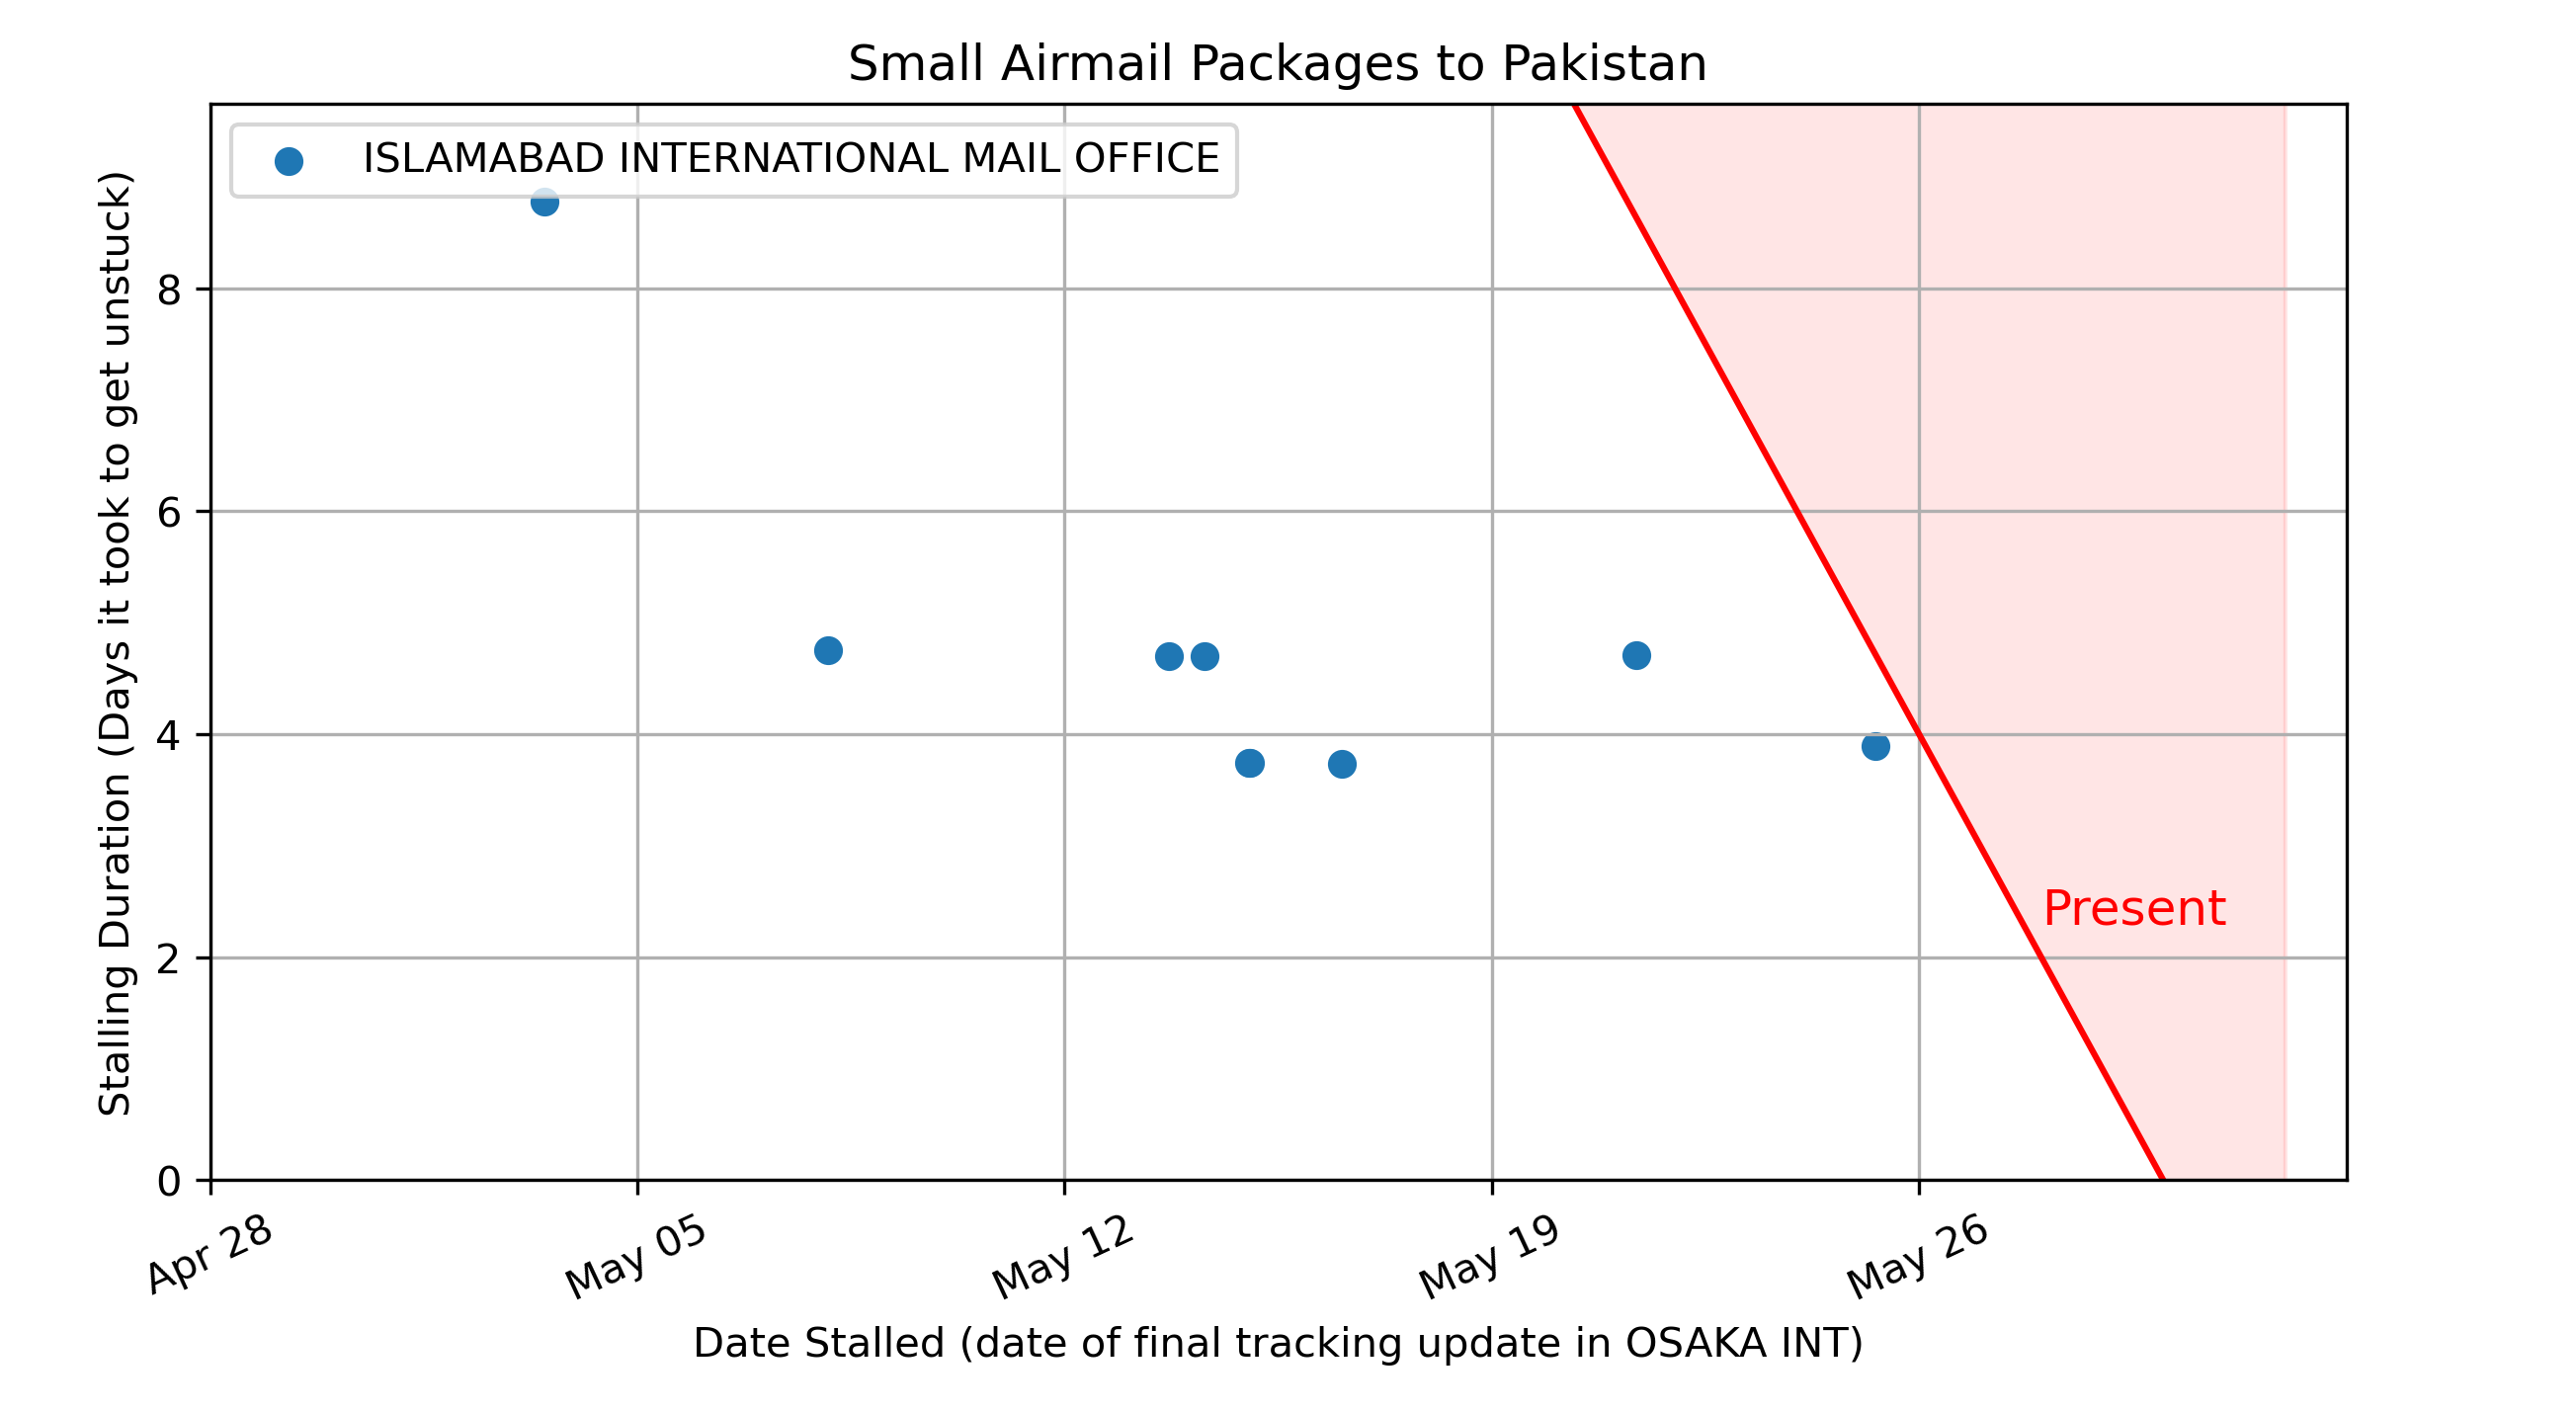 Small Airmail Packages to Pakistan
ISLAMABAD INTERNATIONAL MAIL OFFICE
Stalling Duration (Days it took to get unstuck)
8
6
4
2
0
Present
Apr 28
May 05
May 12
May 19
May 26
Date Stalled (date of final tracking update in OSAKA INT)